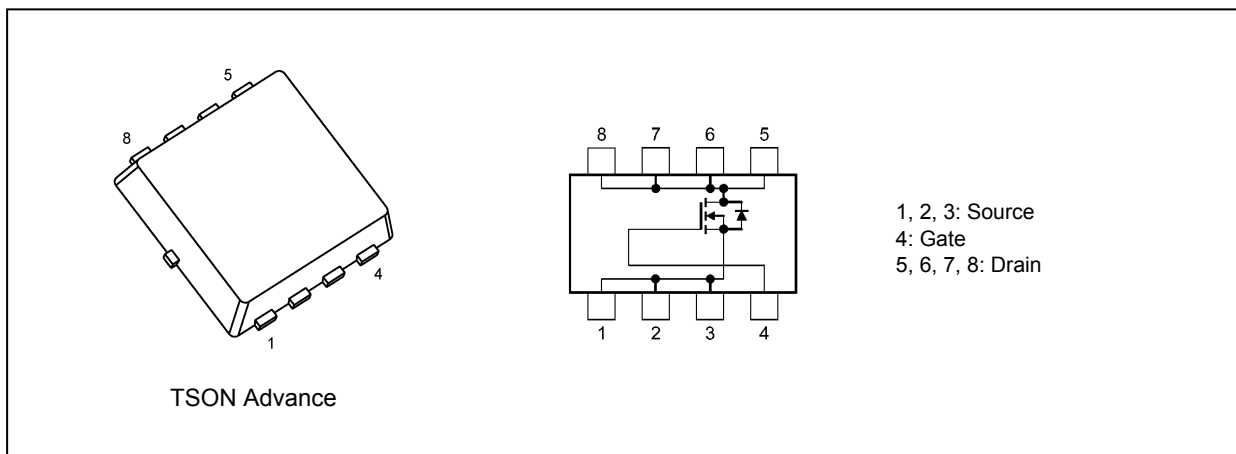 5
8
4
1
TSON Advance
8 7 6 5
1 2 3 4
1, 2, 3: Source
4: Gate
5, 6, 7, 8: Drain